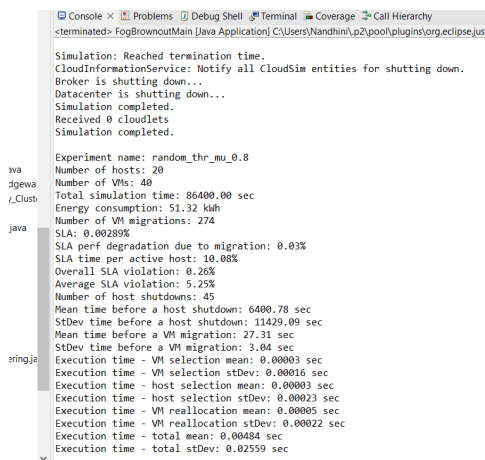 Console × Problems Debug Shell Terminal Coverage Call Hierarchy
<terminated> FogBrownoutMain [Java Application] C:\Users\Nandhini\.p2\pool\plugins\org.eclipse.jus
Simulation: Reached termination time.
CloudInformationService: Notify all CloudSim entities for shutting down.
Broker is shutting down...
Datacenter is shutting down...
Simulation completed.
Received 0 cloudlets
Simulation completed.
Experiment name: random_thr_mu_0.8
ava
Number of hosts: 20
dgewa
Number of VMs: 40
y_Clust
Total simulation time: 86400.00 sec
Energy consumption: 51.32 kWh
Number of VM migrations: 274
java
SLA: 0.00289%
SLA perf degradation due to migration: 0.03%
SLA time per active host: 10.08%
Overall SLA violation: 0.26%
Average SLA violation: 5.25%
Number of host shutdowns: 45
Mean time before a host shutdown: 6400.78 sec
StDev time before a host shutdown: 11429.09 sec
Mean time before a VM migration: 27.31 sec
StDev time before a VM migration: 3.04 sec
ering.ja
Execution time - VM selection mean: 0.00003 sec
Execution time - VM selection stDev: 0.00016 sec
Execution time - host selection mean: 0.00003 sec
Execution time - host selection stDev: 0.00023 sec
Execution time - VM reallocation mean: 0.00005 sec
Execution time - VM reallocation stDev: 0.00022 sec
Execution time - total mean: 0.00484 sec
Execution time - total stDev: 0.02559 sec